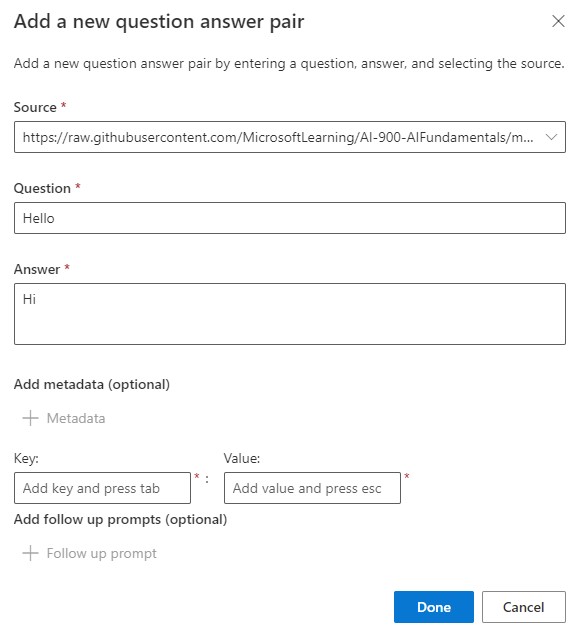 Add a new question answer pair
Add a new question answer pair by entering a question, answer, and selecting the source.
Source *
https://raw.githubusercontent.com/MicrosoftLearning/AI-900-AIFundamentals/m...
Question *
Hello
Answer *
Hi
Add metadata (optional)
+ Metadata
Key: Value:
Add key and press tab * : Add value and press esc *
Add follow up prompts (optional)
+ Follow up prompt
Done Cancel